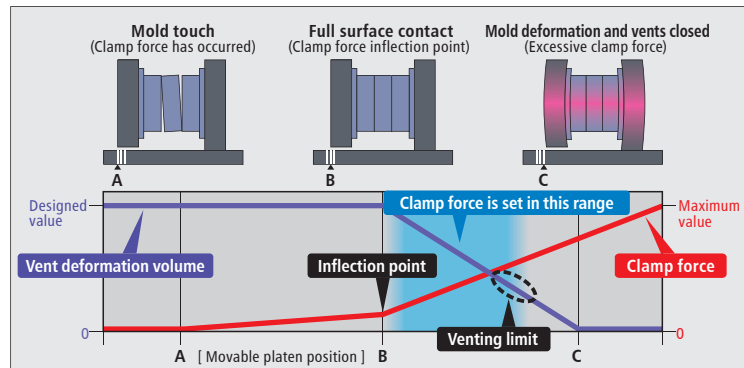 Mold touch
(Clamp force has occurred)
Full surface contact
(Clamp force inflection point)
Mold deformation and vents closed
(Excessive clamp force)
A
B
C
Designed
value
Clamp force is set in this range
Maximum
value
Vent deformation volume
Inflection point
Clamp force
Venting limit
0
0
A
[ Movable platen position ]
B
C